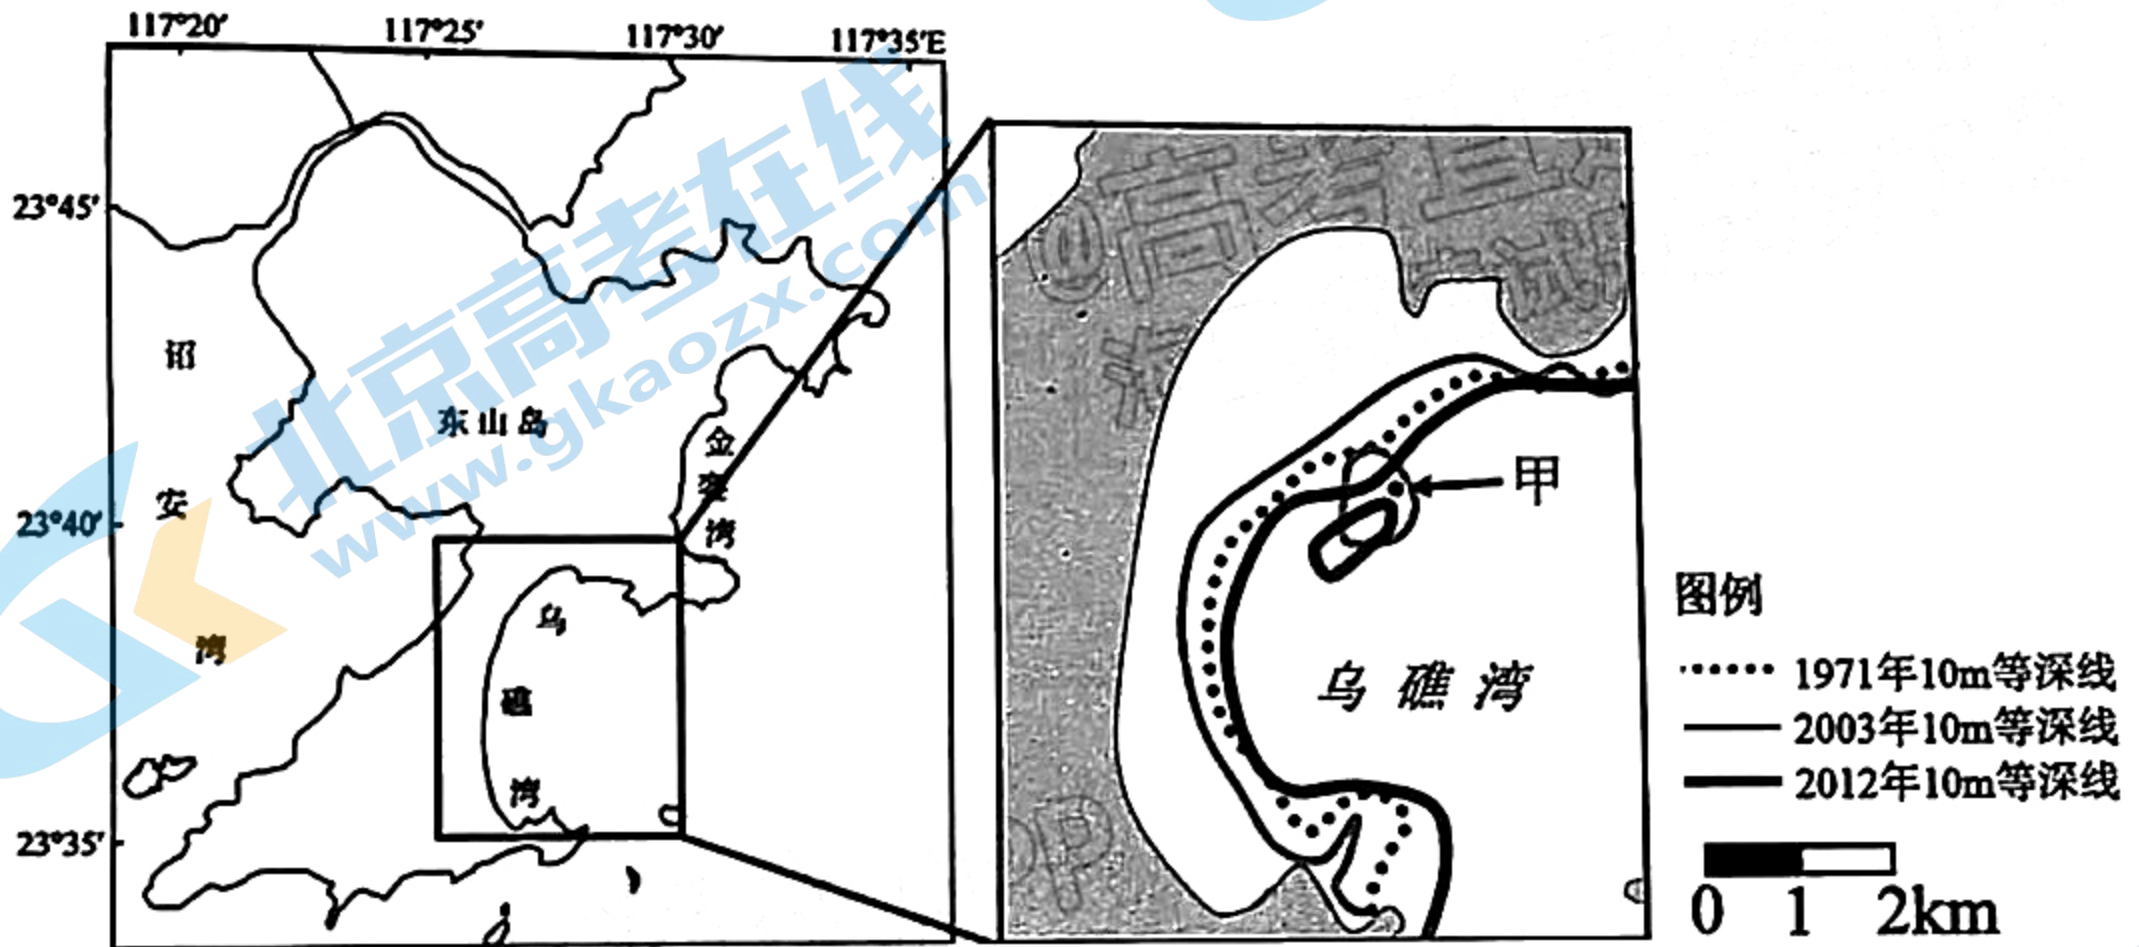 117°20′ 117°25′ 117°30′ 117°35′E
23°45′
23°40′
23°35′
诏安湾
东山岛
金銮湾
乌礁湾
甲
乌礁湾
图例
1971年10m等深线
2003年10m等深线
2012年10m等深线
0 1 2km
北京高考在线
www.gkaozx.com